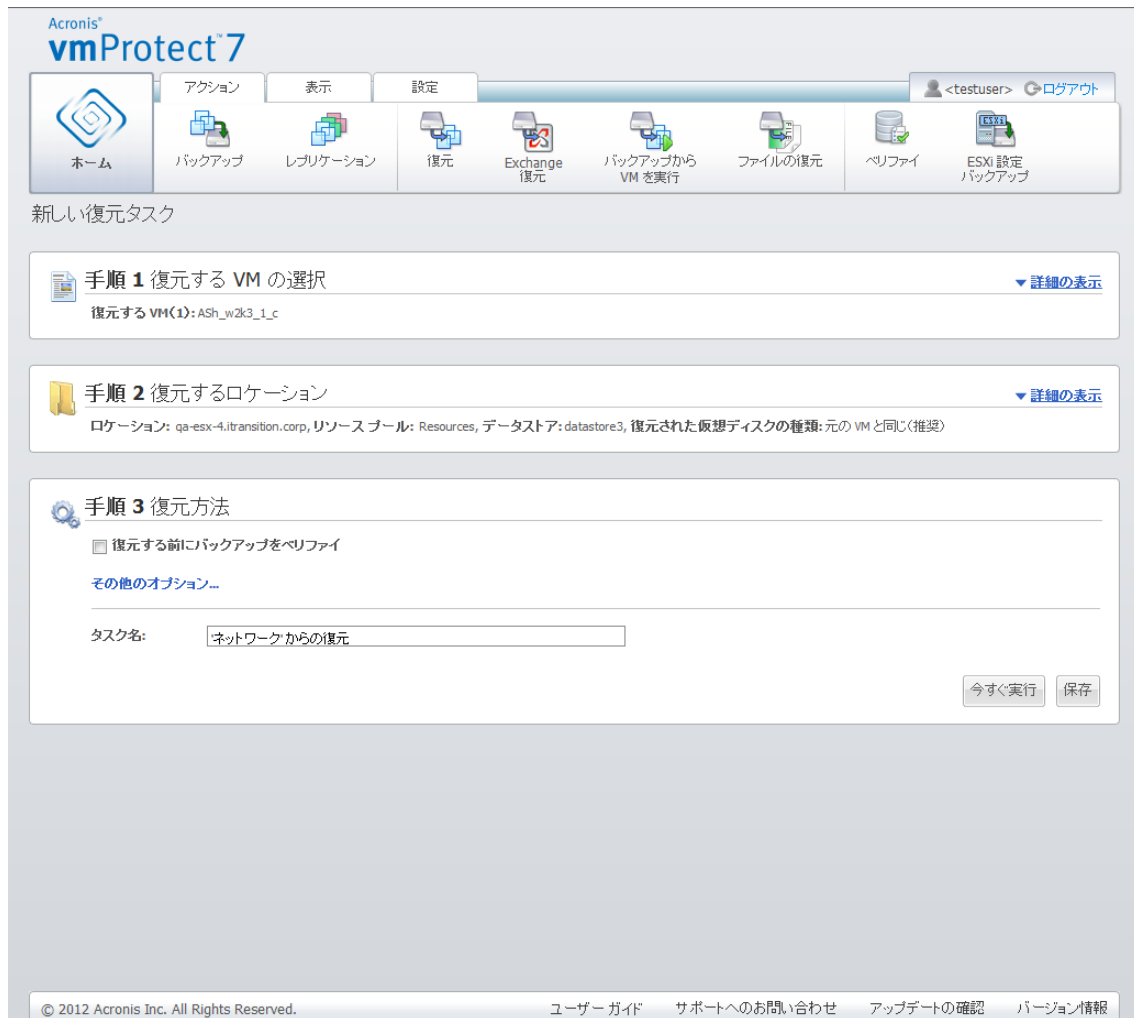 Acronis®
vmProtect™ 7
アクション 表示 設定 <testuser> ログアウト
ホーム
バックアップ
レプリケーション
復元
Exchange
復元
バックアップから
VM を実行
ファイルの復元
ベリファイ
ESXi 設定
バックアップ
新しい復元タスク
手順 1 復元する VM の選択 詳細の表示
復元する VM(1): ASh_w2k3_1_c
手順 2 復元するロケーション 詳細の表示
ロケーション: qa-esx-4.itransition.corp, リソース プール: Resources, データストア: datastore3, 復元された仮想ディスクの種類: 元の VM と同じ(推奨)
手順 3 復元方法
復元する前にバックアップをベリファイ
その他のオプション...
タスク名: 'ネットワーク'からの復元
今すぐ実行 保存
© 2012 Acronis Inc. All Rights Reserved. ユーザー ガイド サポートへのお問い合わせ アップデートの確認 バージョン情報